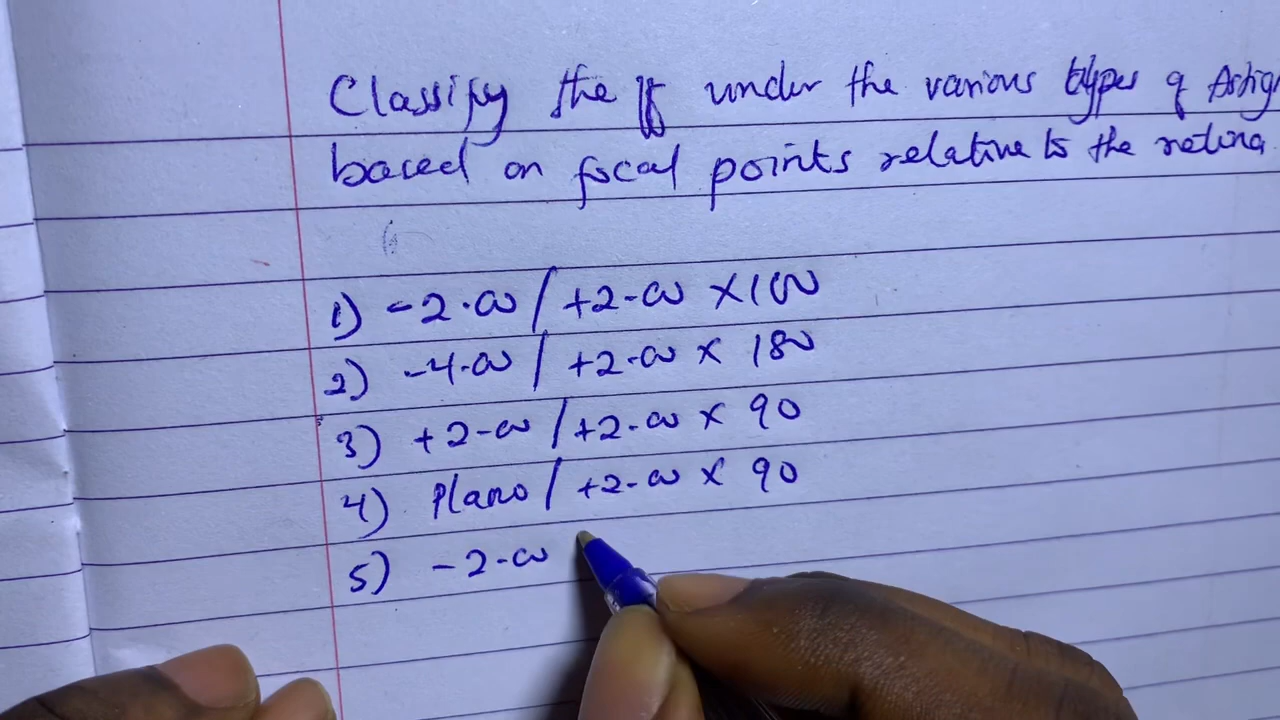 Classify the ff under the various types of Astig
based on focal points relative to the retina
1) -2.00 / +2.00 × 180
2) -4.00 / +2.00 × 180
3) +2.00 / +2.00 × 90
4) Plano / +2.00 × 90
5) -2.00